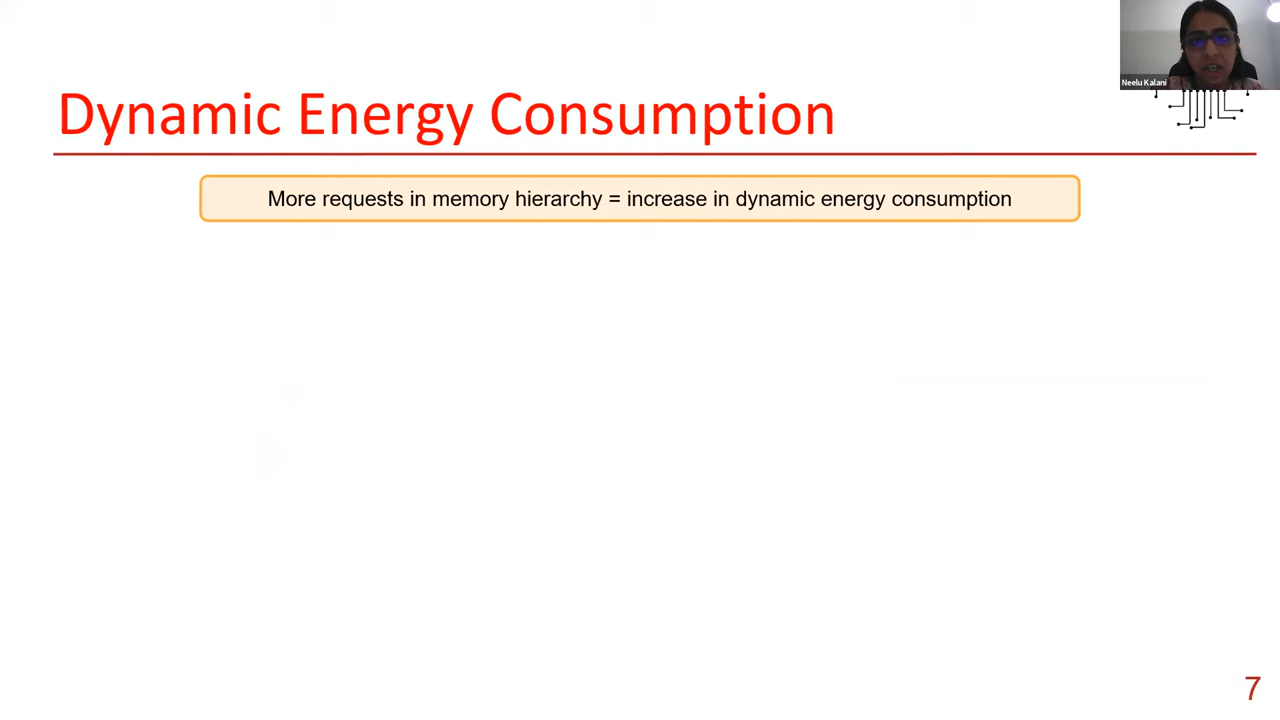 Neelu Kalani
Dynamic Energy Consumption
More requests in memory hierarchy = increase in dynamic energy consumption
7